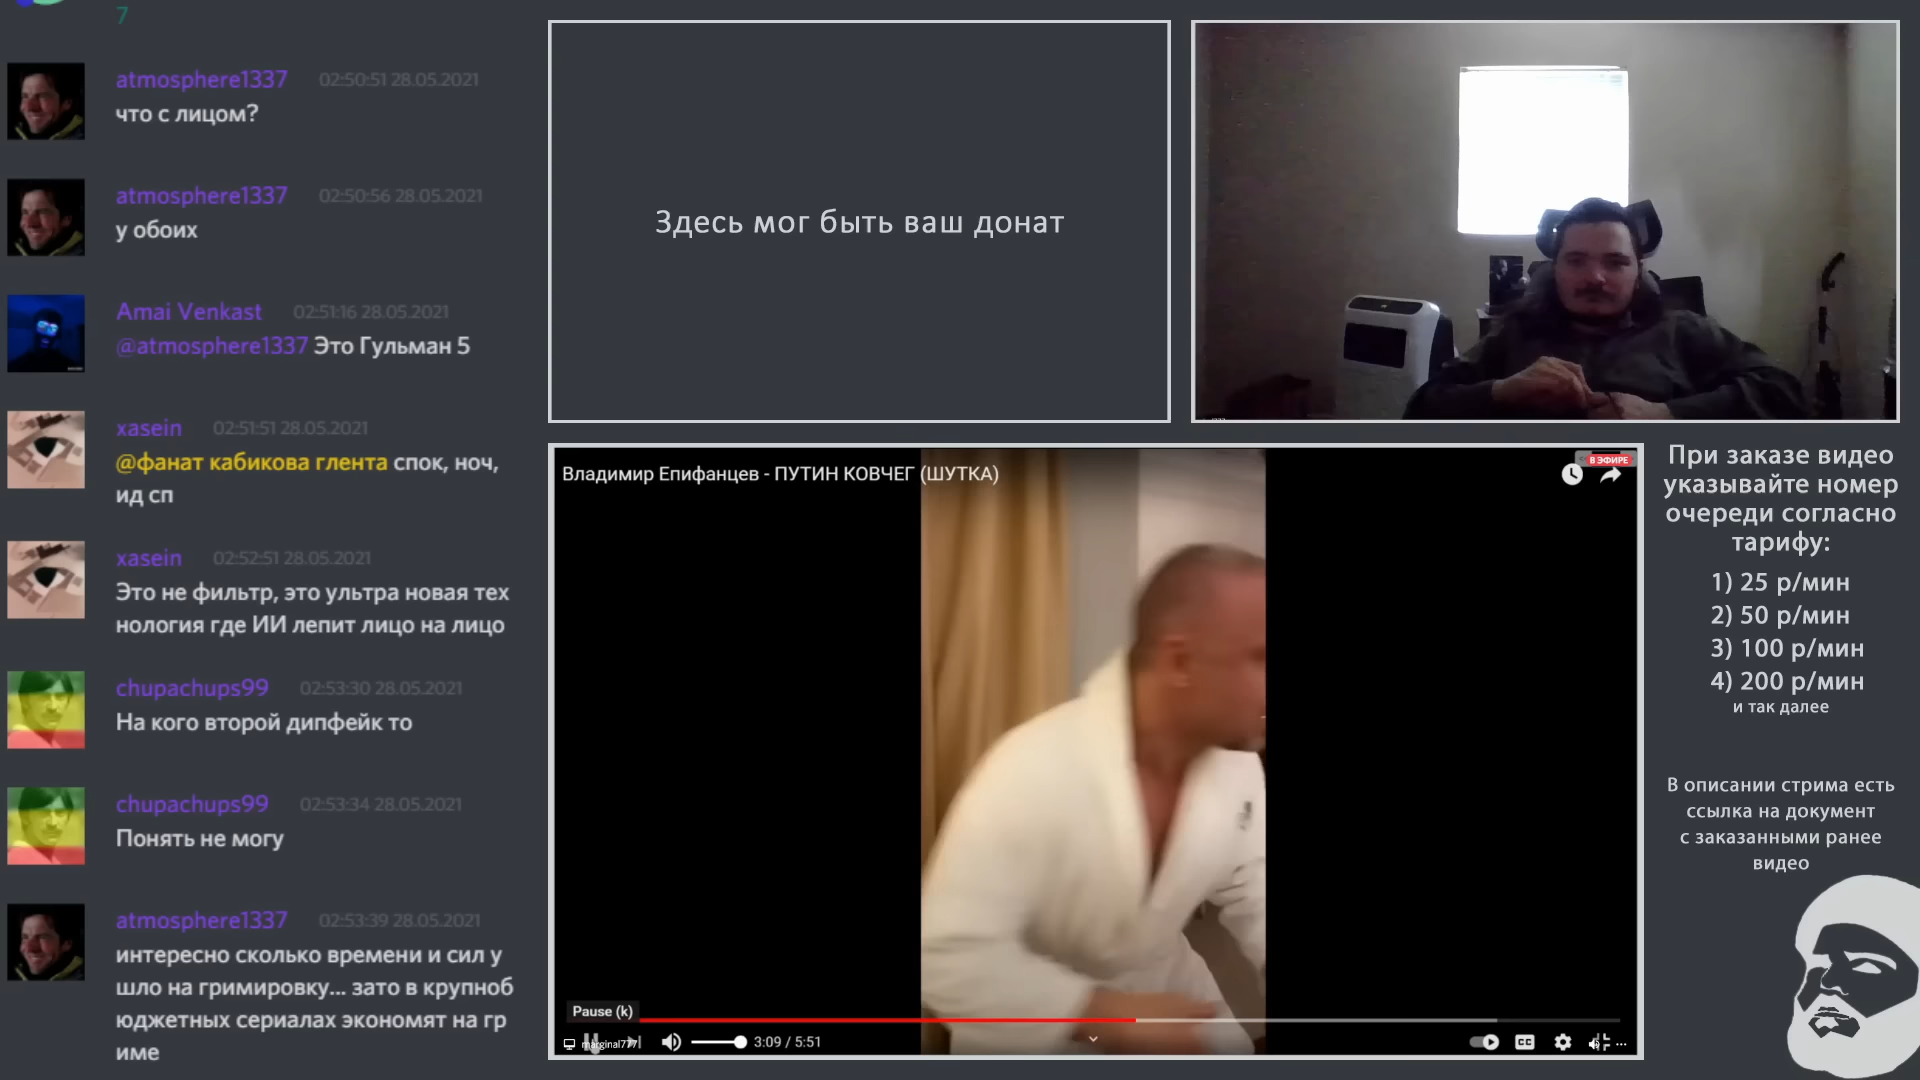 7
atmosphere1337 02:50:51 28.05.2021
что с лицом?
atmosphere1337 02:50:56 28.05.2021
у обоих
Amai Venkast 02:51:16 28.05.2021
@atmosphere1337 Это Гульман 5
xasein 02:51:51 28.05.2021
@фанат кабикова глента спок, ноч,
ид сп
xasein 02:52:51 28.05.2021
Это не фильтр, это ультра новая тех
нология где ИИ лепит лицо на лицо
chupachups99 02:53:30 28.05.2021
На кого второй дипфейк то
chupachups99 02:53:34 28.05.2021
Понять не могу
atmosphere1337 02:53:39 28.05.2021
интересно сколько времени и сил у
шло на гримировку... зато в крупноб
юджетных сериалах экономят на гр
име
Здесь мог быть ваш донат
Владимир Епифанцев - ПУТИН КОВЧЕГ (ШУТКА)
В ЭФИРЕ
Pause (k)
marginal777
3:09 / 5:51
CC
При заказе видео
указывайте номер
очереди согласно
тарифу:
1) 25 р/мин
2) 50 р/мин
3) 100 р/мин
4) 200 р/мин
и так далее
В описании стрима есть
ссылка на документ
с заказанными ранее
видео